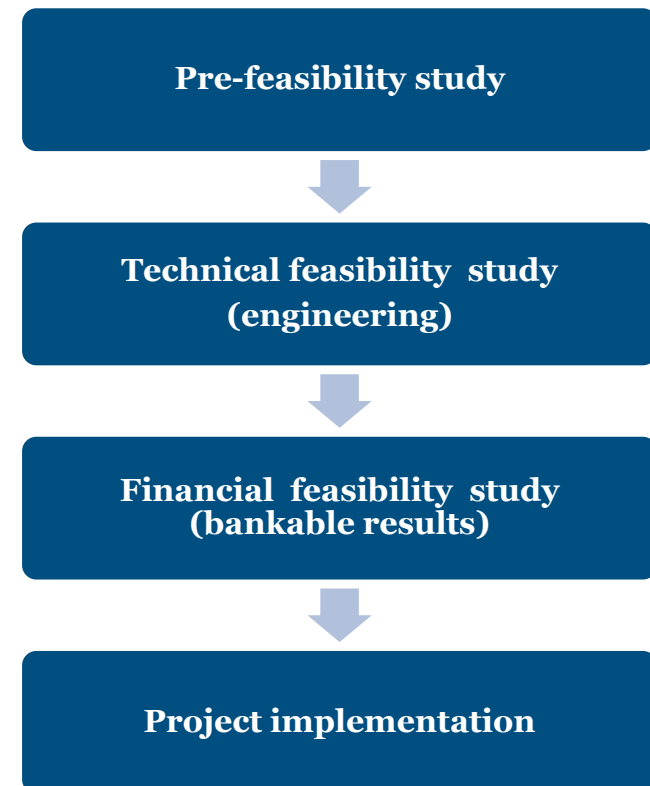 Pre-feasibility study
Technical feasibility study
(engineering)
Financial feasibility study
(bankable results)
Project implementation